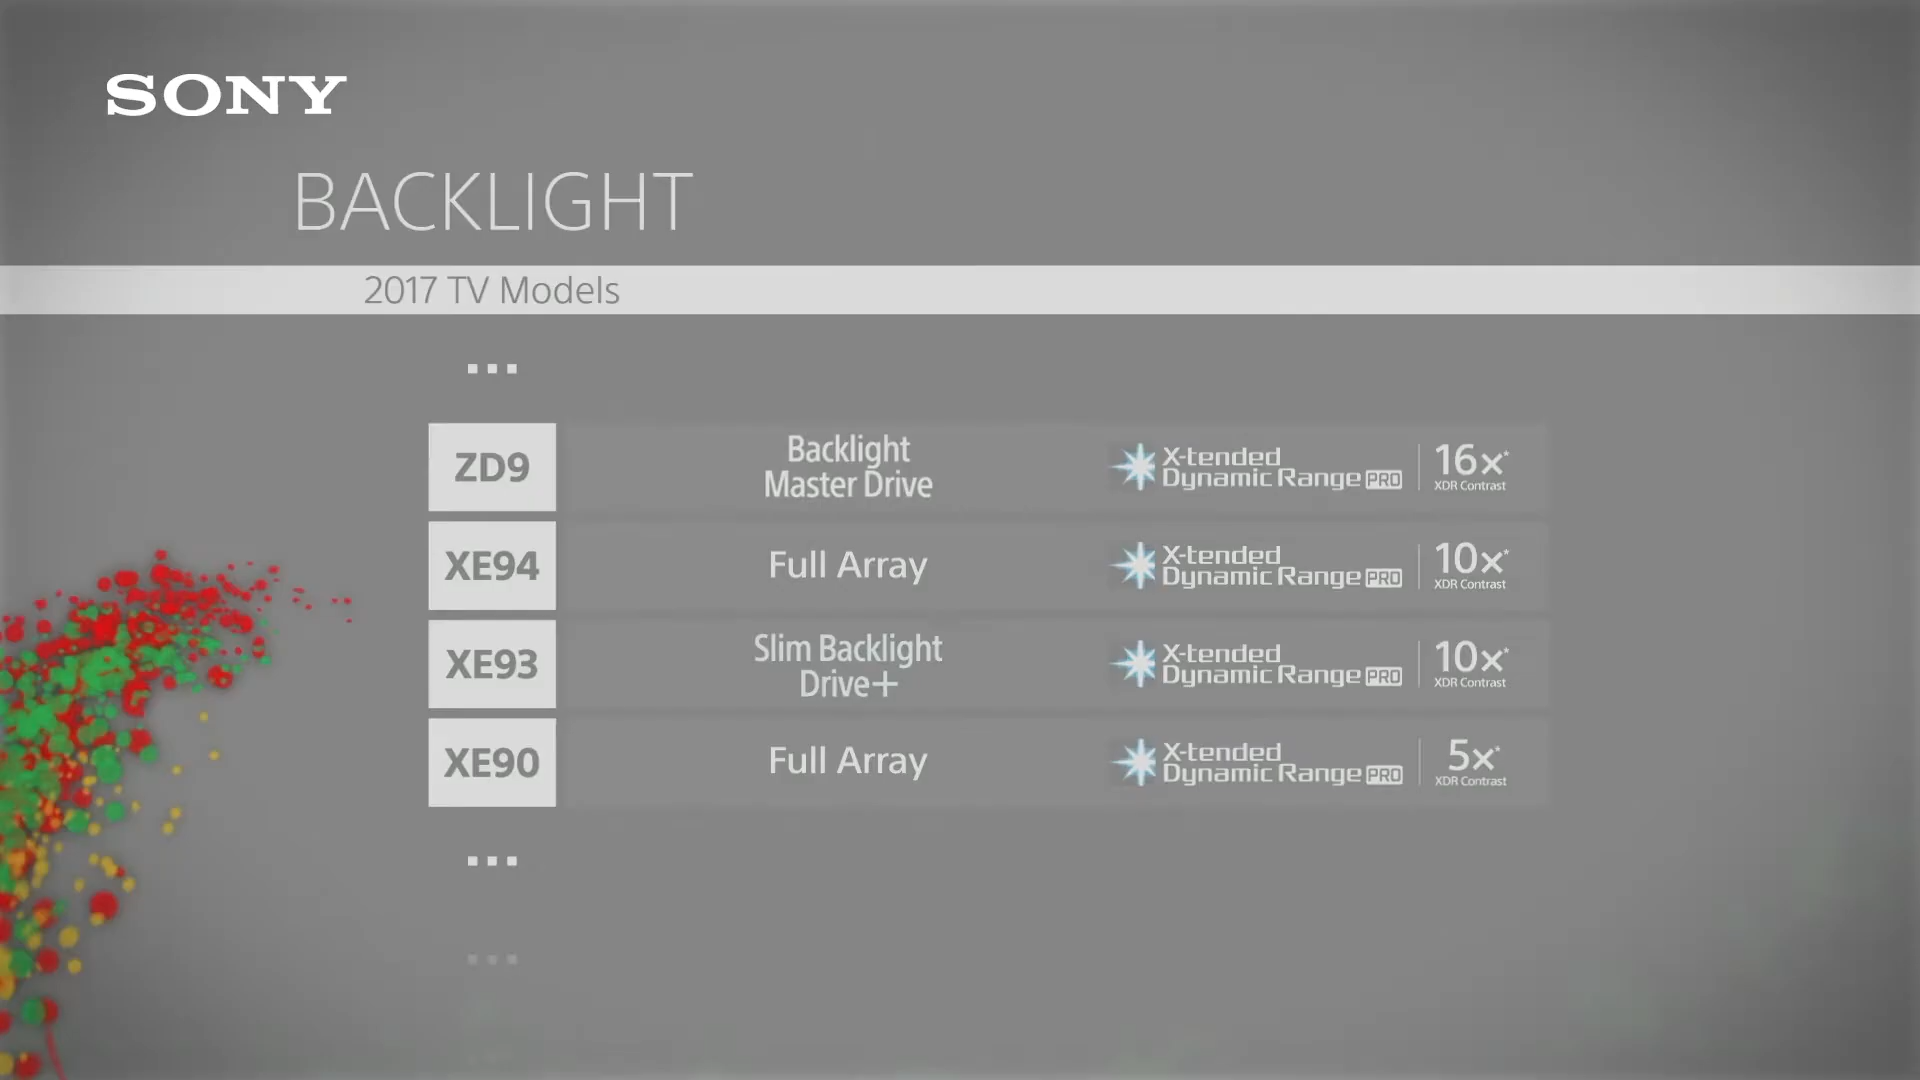 SONY
BACKLIGHT
2017 TV Models
...
ZD9
Backlight
Master Drive
X-tended
Dynamic Range PRO
16x*
XDR Contrast
XE94
Full Array
X-tended
Dynamic Range PRO
10x*
XDR Contrast
XE93
Slim Backlight
Drive+
X-tended
Dynamic Range PRO
10x*
XDR Contrast
XE90
Full Array
X-tended
Dynamic Range PRO
5x*
XDR Contrast
...
...